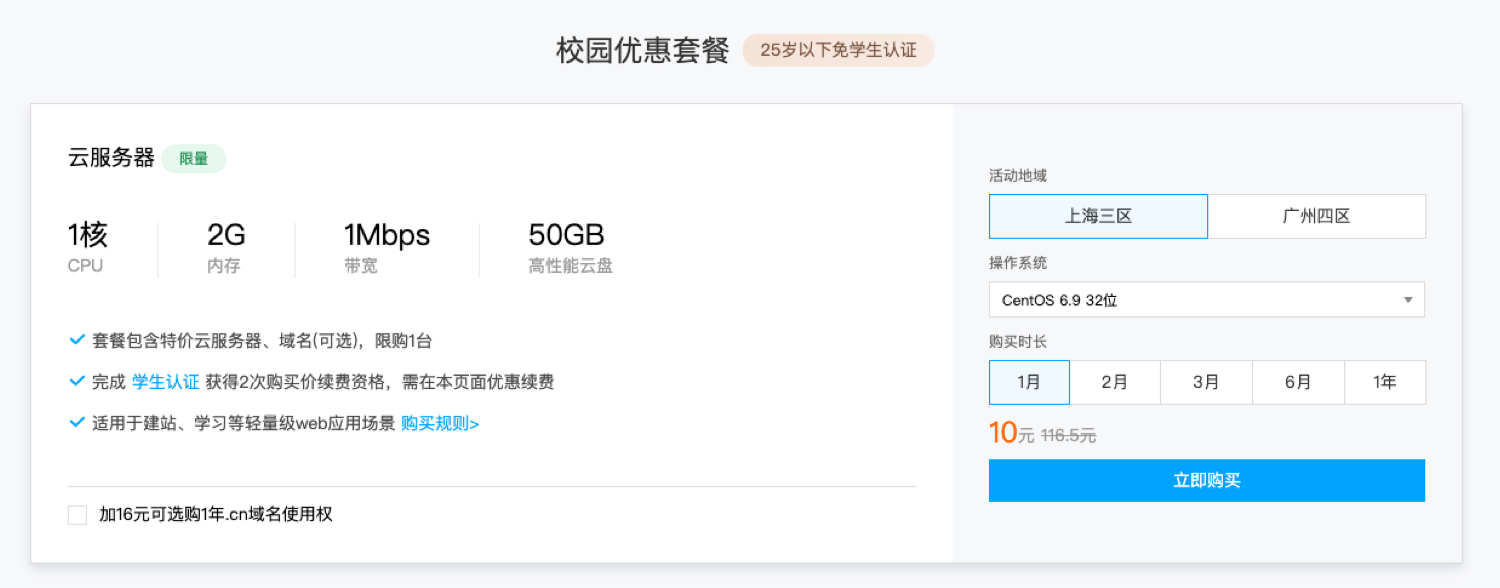 校园优惠套餐 25岁以下免学生认证
云服务器 限量
1核 2G 1Mbps 50GB
CPU 内存 带宽 高性能云盘
套餐包含特价云服务器、域名(可选)，限购1台
完成 学生认证 获得2次购买价续费资格，需在本页面优惠续费
适用于建站、学习等轻量级web应用场景 购买规则>
加16元可选购1年.cn域名使用权
活动地域
上海三区 广州四区
操作系统
CentOS 6.9 32位
购买时长
1月 2月 3月 6月 1年
10元 116.5元
立即购买